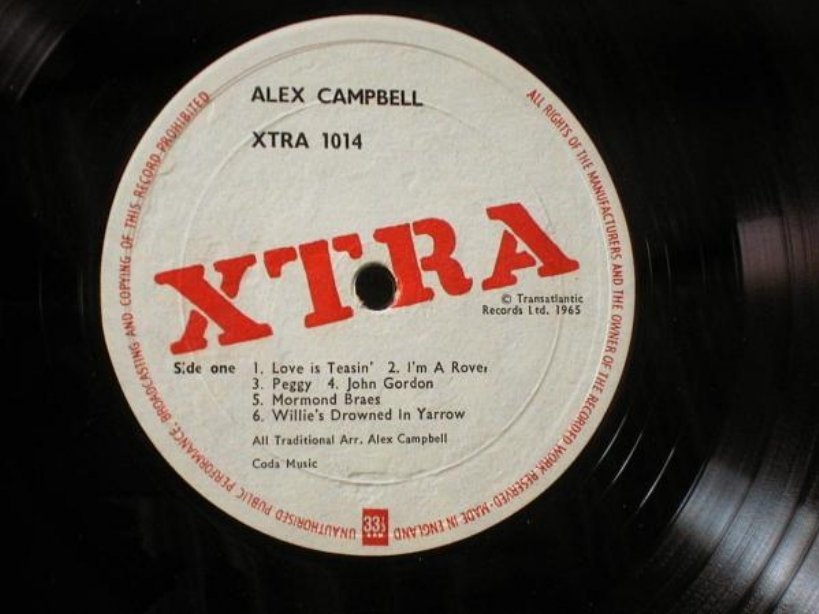 ALEX CAMPBELL
XTRA 1014
XTRA
© Transatlantic
Records Ltd. 1965
Side one
1. Love is Teasin' 2. I'm A Rover
3. Peggy 4. John Gordon
5. Mormond Braes
6. Willie's Drowned In Yarrow
All Traditional Arr. Alex Campbell
Coda Music
ALL RIGHTS OF THE MANUFACTURERS AND THE OWNER OF THE RECORDED WORK RESERVED · MADE IN ENGLAND
33⅓
RPM
UNAUTHORISED PUBLIC PERFORMANCE, BROADCASTING AND COPYING OF THIS RECORD PROHIBITED